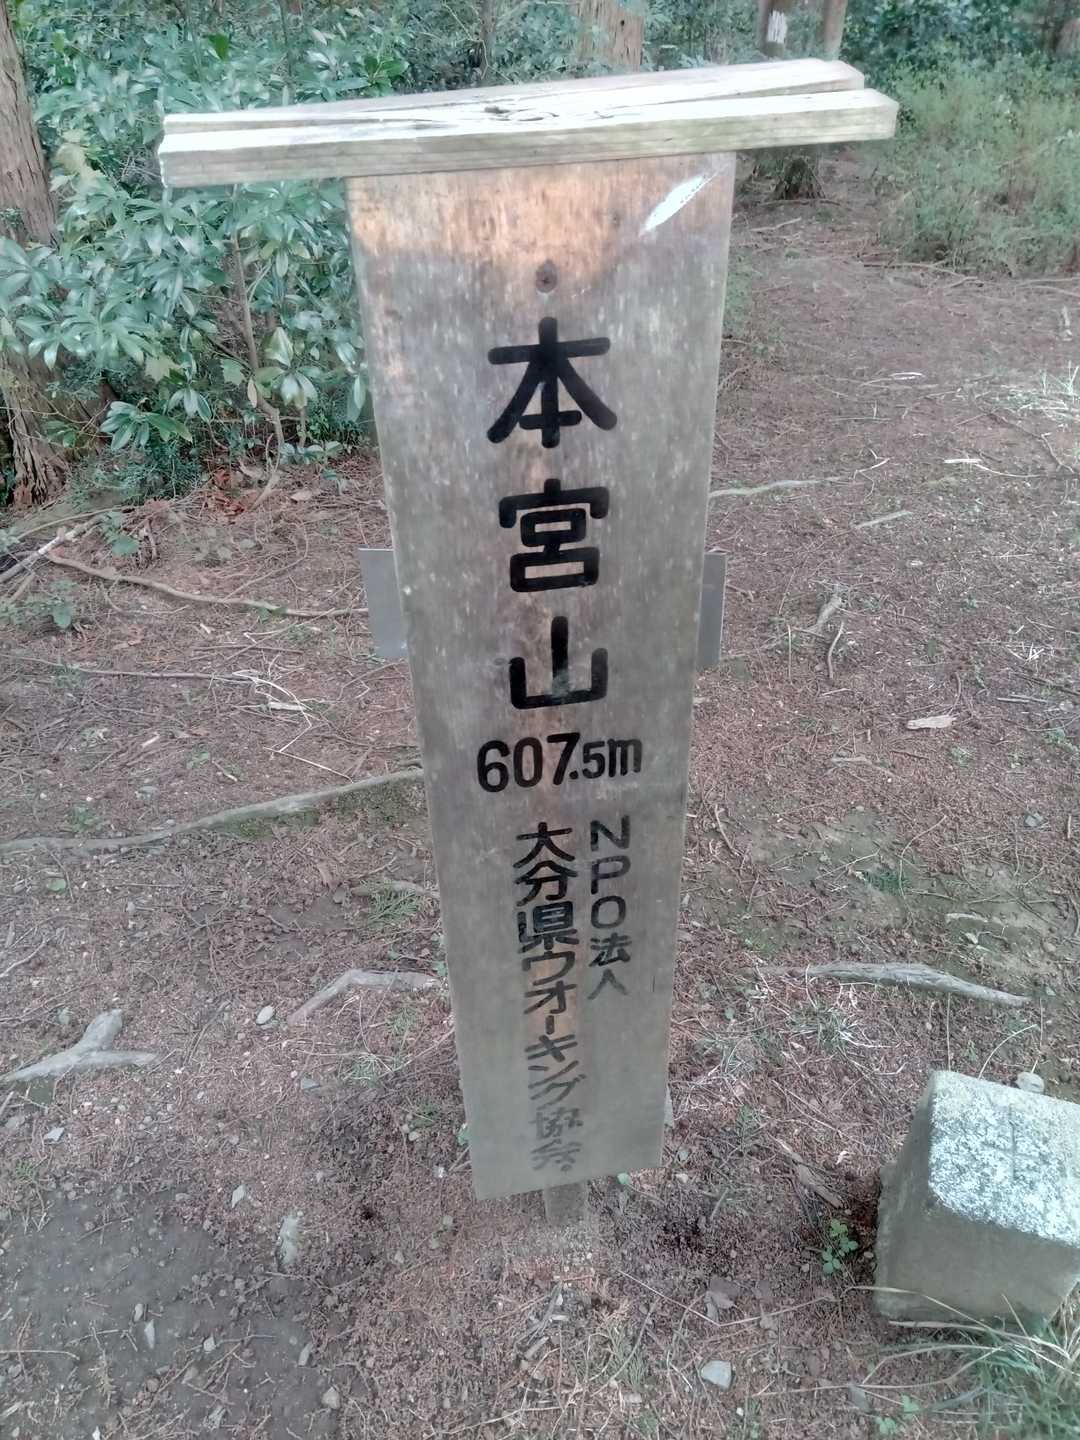 本宮山
607.5m
NPO法人
大分県ウオーキング協会